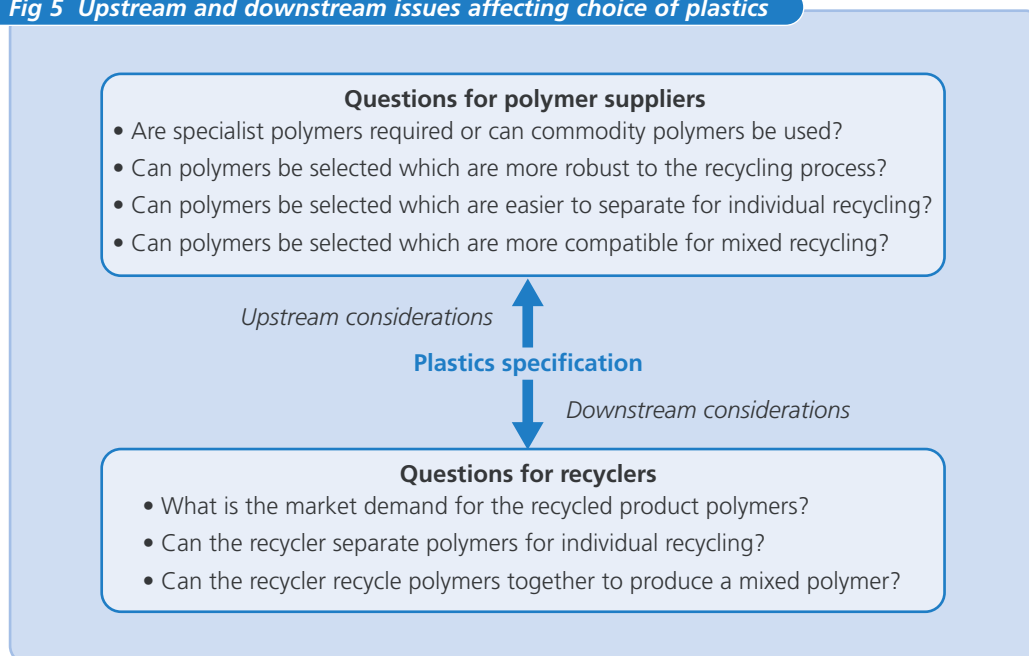 Fig 5 Upstream and downstream issues affecting choice of plastics
Questions for polymer suppliers
• Are specialist polymers required or can commodity polymers be used?
• Can polymers be selected which are more robust to the recycling process?
• Can polymers be selected which are easier to separate for individual recycling?
• Can polymers be selected which are more compatible for mixed recycling?
Upstream considerations
Plastics specification
Downstream considerations
Questions for recyclers
• What is the market demand for the recycled product polymers?
• Can the recycler separate polymers for individual recycling?
• Can the recycler recycle polymers together to produce a mixed polymer?